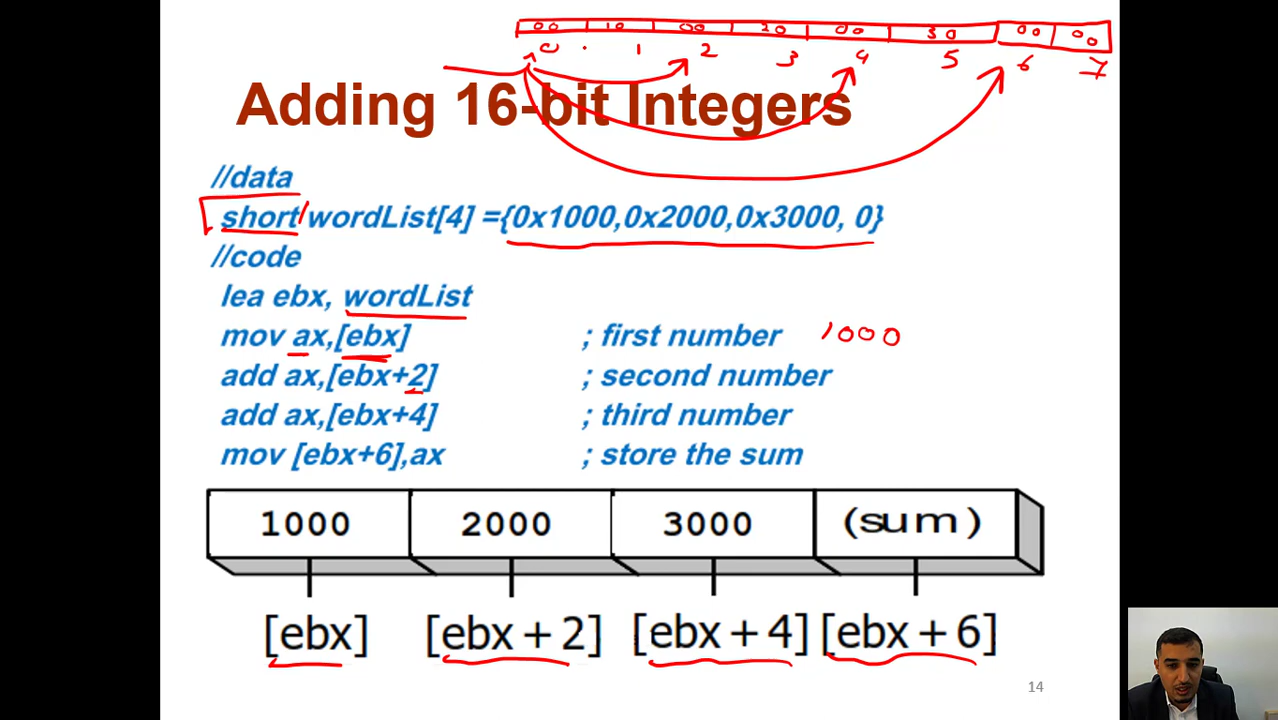 00 10 00 20 00 30 00 00
0 1 2 3 4 5 6 7
Adding 16-bit Integers
//data
short wordList[4] ={0x1000,0x2000,0x3000, 0}
//code
lea ebx, wordList
mov ax,[ebx] ; first number 1000
add ax,[ebx+2] ; second number
add ax,[ebx+4] ; third number
mov [ebx+6],ax ; store the sum
1000 2000 3000 (sum)
[ebx] [ebx+2] [ebx+4] [ebx+6]
14